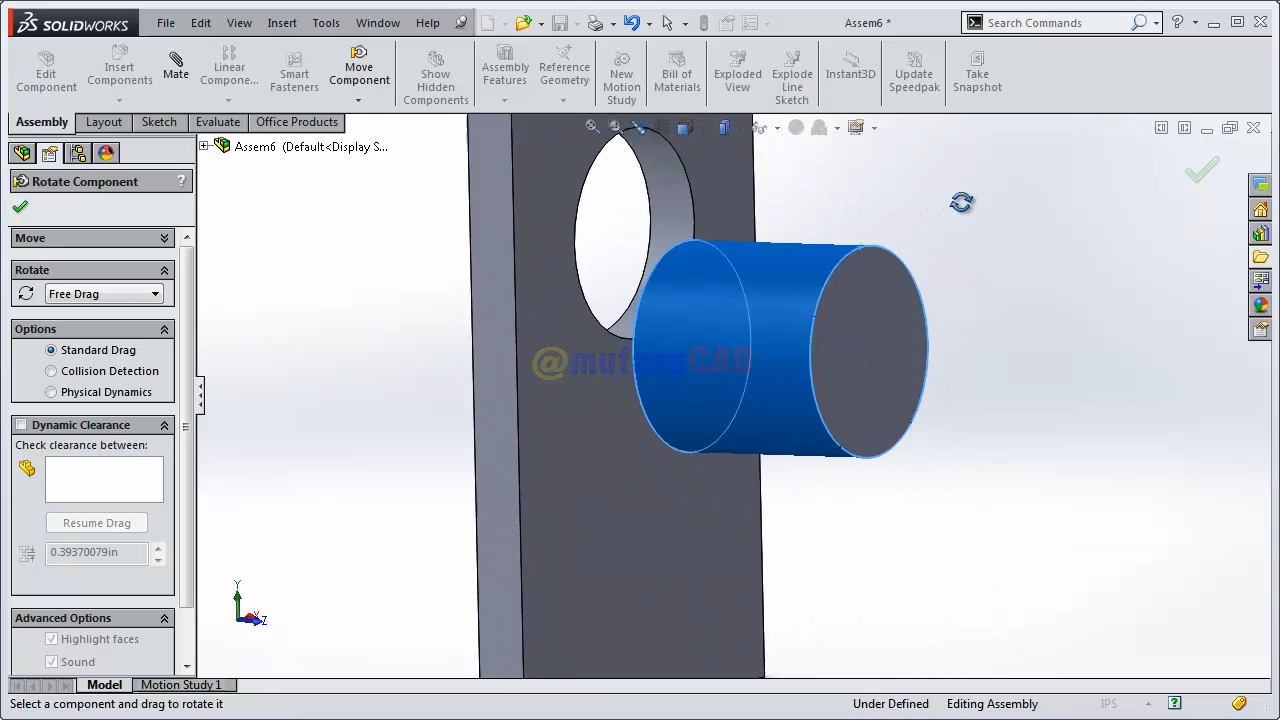 SOLIDWORKS File Edit View Insert Tools Window Help Assem6 * Search Commands
Edit Component
Insert Components
Mate
Linear Compone...
Smart Fasteners
Move Component
Show Hidden Components
Assembly Features
Reference Geometry
New Motion Study
Bill of Materials
Exploded View
Explode Line Sketch
Instant3D
Update Speedpak
Take Snapshot
Assembly Layout Sketch Evaluate Office Products
Assem6 (Default<Display S...
Rotate Component ?
Move
Rotate
Free Drag
Options
Standard Drag
Collision Detection
Physical Dynamics
Dynamic Clearance
Check clearance between:
Resume Drag
0.39370079in
Advanced Options
Highlight faces
Sound
Y
Z
Model Motion Study 1
Select a component and drag to rotate it Under Defined Editing Assembly IPS